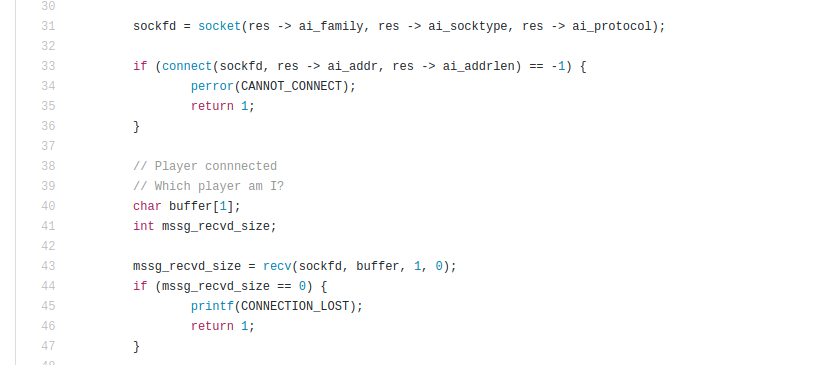 30
31 sockfd = socket(res -> ai_family, res -> ai_socktype, res -> ai_protocol);
32
33 if (connect(sockfd, res -> ai_addr, res -> ai_addrlen) == -1) {
34 perror(CANNOT_CONNECT);
35 return 1;
36 }
37
38 // Player connnected
39 // Which player am I?
40 char buffer[1];
41 int mssg_recvd_size;
42
43 mssg_recvd_size = recv(sockfd, buffer, 1, 0);
44 if (mssg_recvd_size == 0) {
45 printf(CONNECTION_LOST);
46 return 1;
47 }